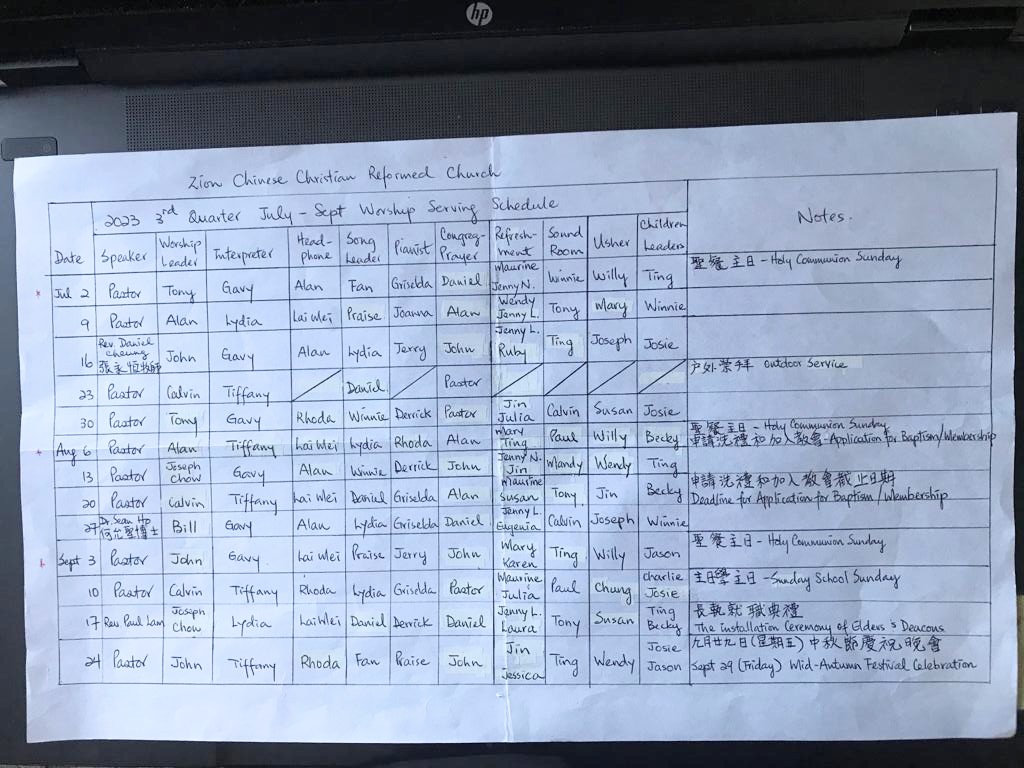 hp
Zion Chinese Christian Reformed Church
2023 3rd Quarter July - Sept Worship Serving Schedule
Notes.
Date Speaker Worship Leader Interpreter Head-phone Song Leader Pianist Congreg-Prayer Refresh-ment Sound Room Usher Children Leaders
* Jul 2 Pastor Tony Gavy Alan Fan Griselda Daniel Maurine Jenny N. Winnie Willy Ting 聖餐主日 - Holy Communion Sunday
9 Pastor Alan Lydia Lai Mei Praise Joanna Alan Wendy Jenny L. Tony Mary Winnie
16 Rev. Daniel Cheung 張永恆牧師 John Gavy Alan Lydia Jerry John Jenny L. Ruby Ting Joseph Josie
23 Pastor Calvin Tiffany Daniel Pastor 户外崇拜 Outdoor Service
30 Pastor Tony Gavy Rhoda Winnie Derrick Pastor Jin Julia Calvin Susan Josie
* Aug 6 Pastor Alan Tiffany Lai Mei Lydia Rhoda Alan Mary Ting Paul Willy Becky 聖餐主日 - Holy Communion Sunday
申請洗禮和加入教會 - Application for Baptism/Membership
13 Pastor Joseph Chow Gavy Alan Winnie Derrick John Jenny N. Jin Mandy Wendy Ting
20 Pastor Calvin Tiffany Lai Mei Daniel Griselda Alan Maurine Susan Tony Jin Becky 申請洗禮和加入教會截止日期
Deadline for Application for Baptism/Membership
27 Dr. Sean Ho 何允聖博士 Bill Gavy Alan Lydia Griselda Daniel Jenny L. Eugenia Calvin Joseph Winnie
* Sept 3 Pastor John Gavy Lai Mei Praise Jerry John Mary Karen Ting Willy Jason 聖餐主日 - Holy Communion Sunday
10 Pastor Calvin Tiffany Rhoda Lydia Griselda Pastor Maurine Julia Paul Chung Charlie Josie 主日學主日 - Sunday School Sunday
17 Rev. Paul Lam Joseph Chow Lydia Lai Mei Daniel Derrick Daniel Jenny L. Laura Tony Susan Ting Becky 長執就職典禮
The installation Ceremony of Elders & Deacons
24 Pastor John Tiffany Rhoda Fan Praise John Jin Jessica Ting Wendy Josie Jason 九月廿九日(星期五)中秋節慶祝晚會
Sept 29 (Friday) Mid-Autumn Festival Celebration